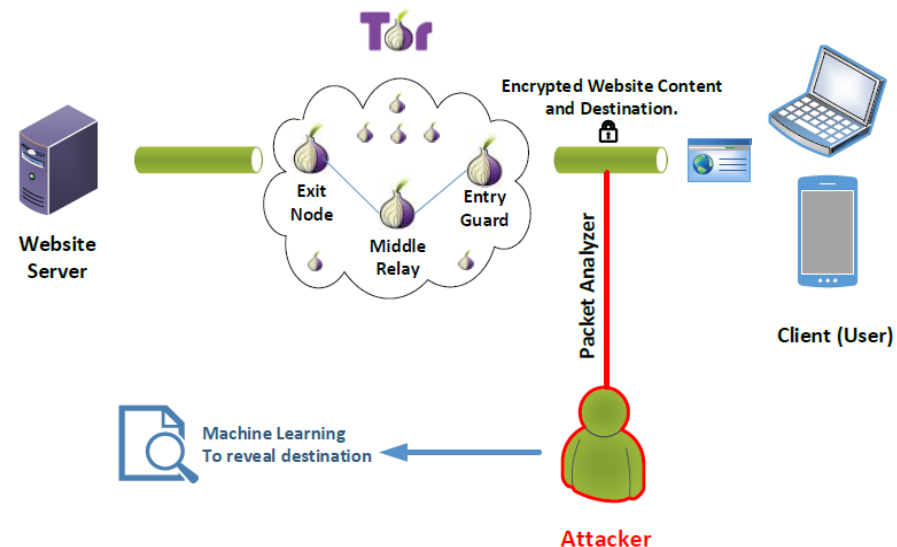 Tor
Encrypted Website Content
and Destination.
Exit
Node
Middle
Relay
Entry
Guard
Website
Server
Packet Analyzer
Client (User)
Machine Learning
To reveal destination
Attacker